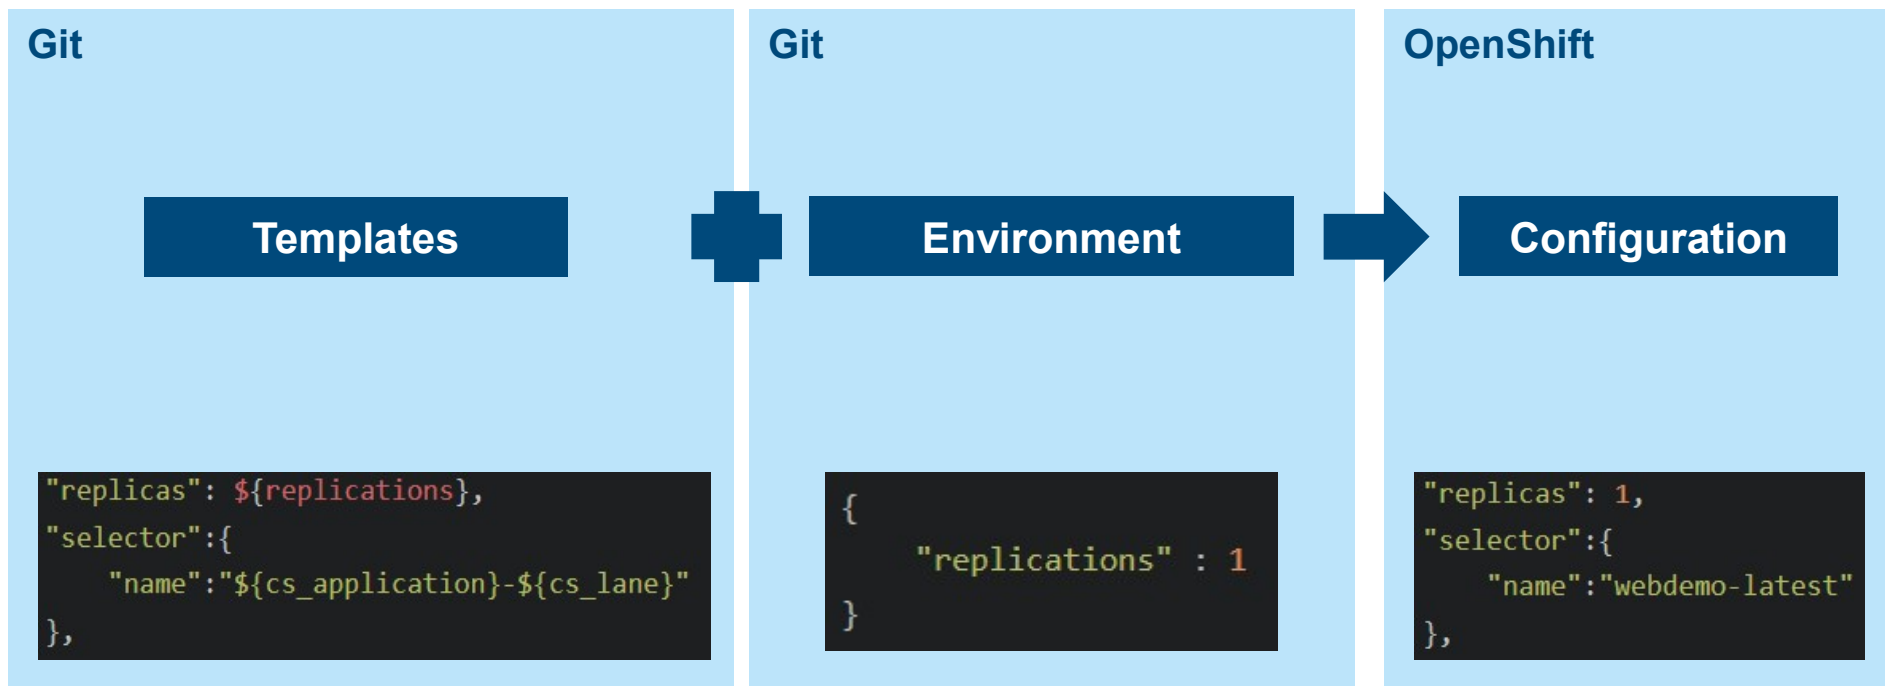 Git
Templates
"replicas": ${replications},
"selector":{
"name":"${cs_application}-${cs_lane}"
},
Git
Environment
{
"replications" : 1
}
OpenShift
Configuration
"replicas": 1,
"selector":{
"name":"webdemo-latest"
},